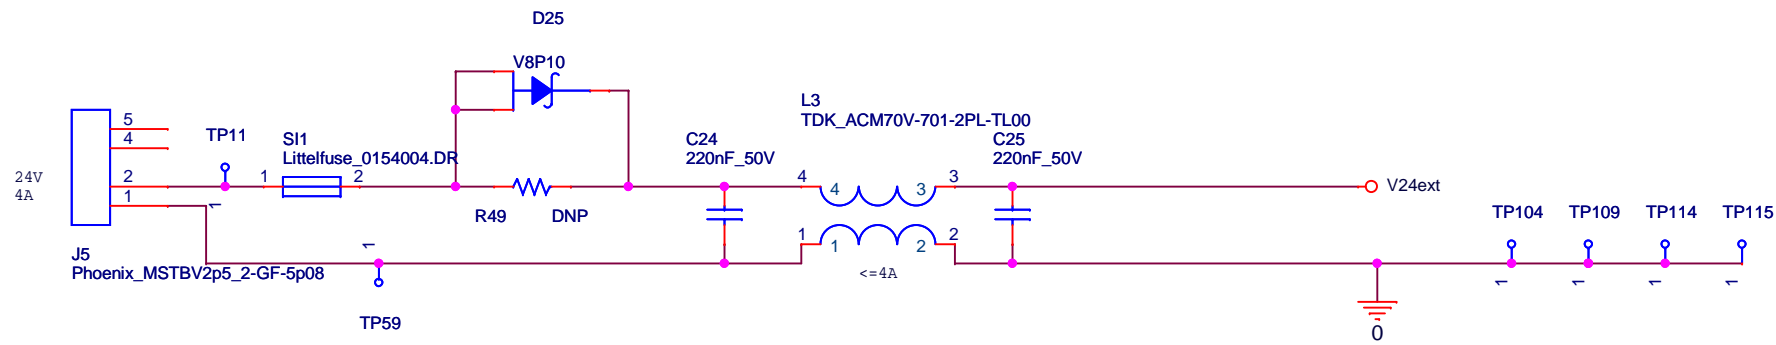 D25
V8P10
L3
TDK_ACM70V-701-2PL-TL00
5
4
2
1
TP11
SI1
Littelfuse_0154004.DR
1
2
C24
220nF_50V
C25
220nF_50V
24V
4A
4
4
3
3
V24ext
1
R49
DNP
TP104
TP109
TP114
TP115
J5
Phoenix_MSTBV2p5_2-GF-5p08
1
1
1
2
2
<=4A
1
1
1
1
TP59
0